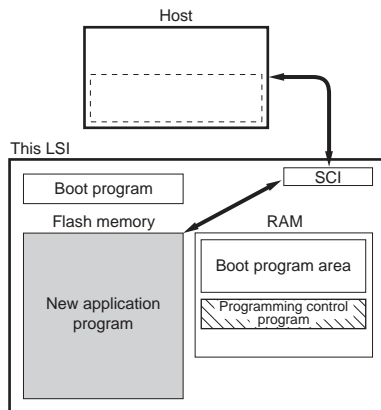 Host
This LSI
SCI
Boot program
Flash memory
RAM
Boot program area
New application
program
Programming control
program